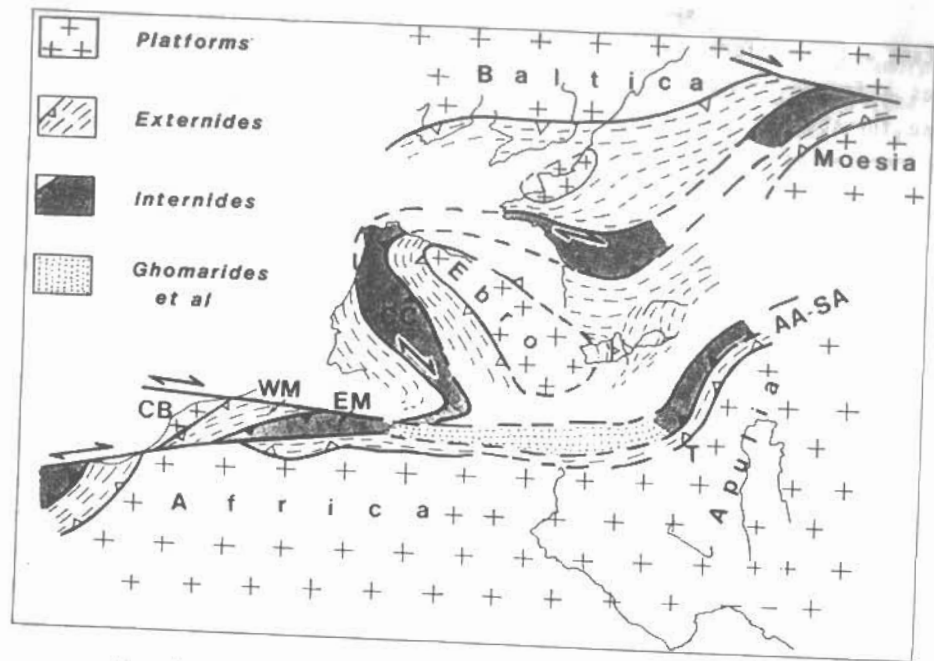 Platforms
Externides
Internides
Ghomarides
et al
Baltica
Moesia
Ebro
CC
AA-SA
WM
CB
EM
T
Apulia
Africa